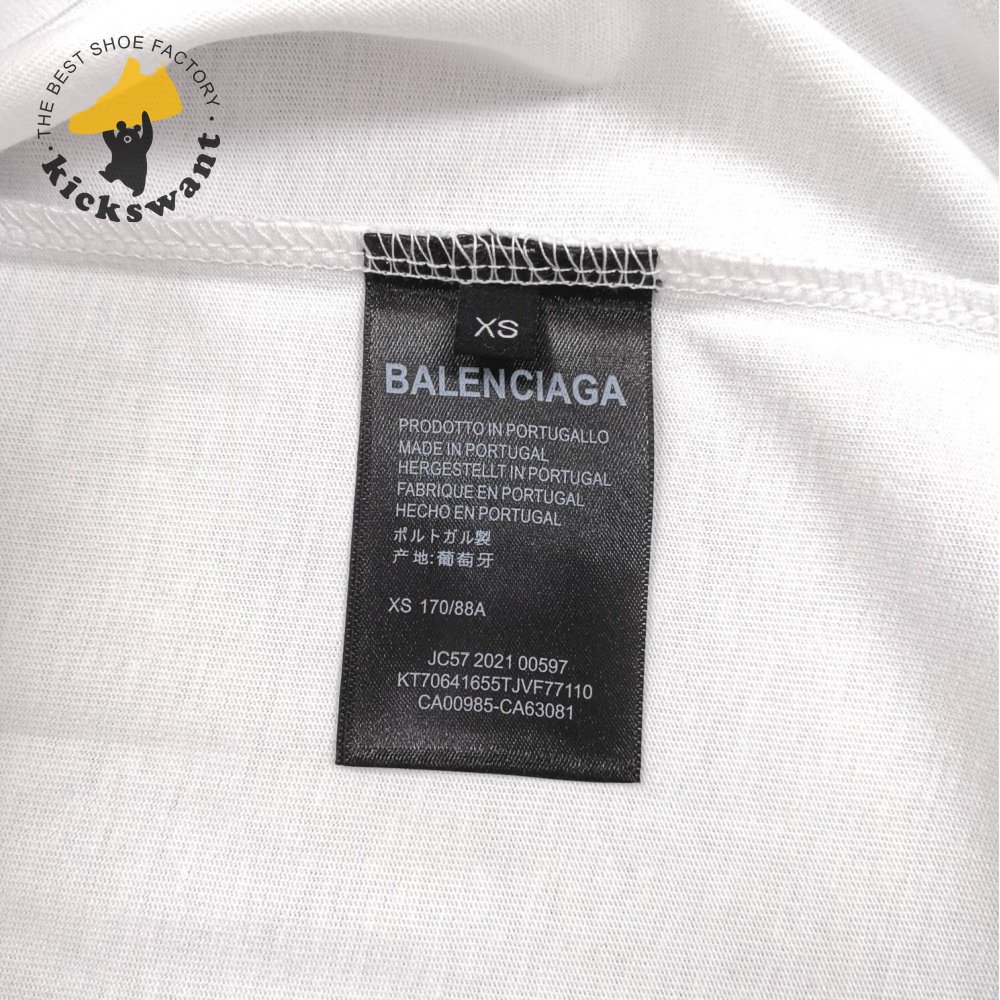 THE BEST SHOE FACTORY
kickswant
XS
BALENCIAGA
PRODOTTO IN PORTUGALLO
MADE IN PORTUGAL
HERGESTELLT IN PORTUGAL
FABRIQUE EN PORTUGAL
HECHO EN PORTUGAL
ポルトガル製
产地:葡萄牙
XS 170/88A
JC57 2021 00597
KT70641655TJVF77110
CA00985-CA63081